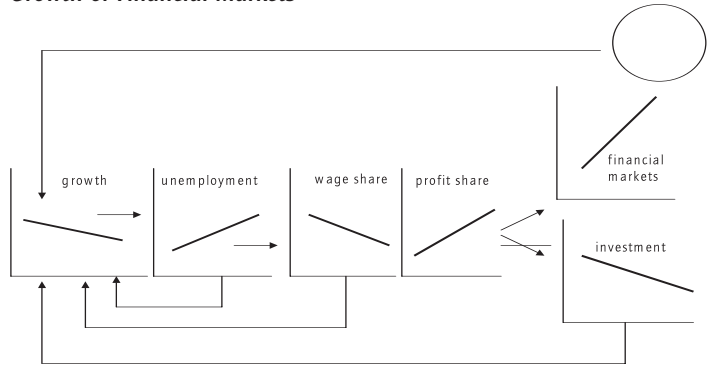 Growth of Financial Markets
growth
unemployment
wage share
profit share
financial
markets
investment